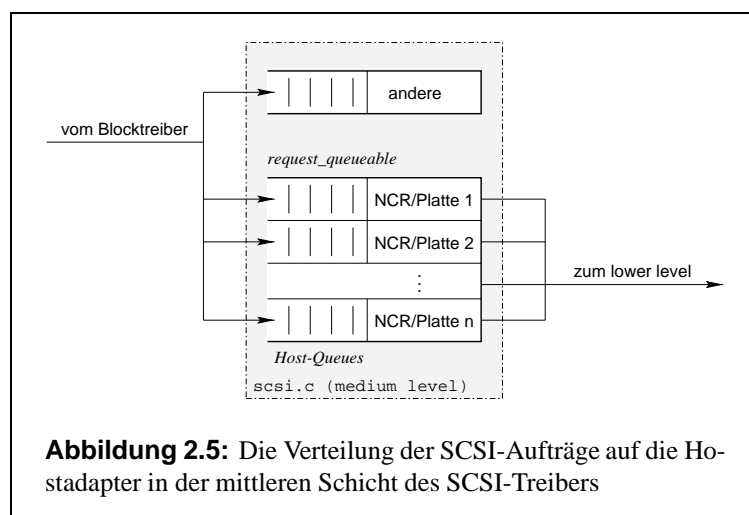 andere
vom Blocktreiber
request_queueable
NCR/Platte 1
NCR/Platte 2
⋮
zum lower level
NCR/Platte n
Host-Queues
scsi.c (medium level)
Abbildung 2.5: Die Verteilung der SCSI-Aufträge auf die Ho-
stadapter in der mittleren Schicht des SCSI-Treibers